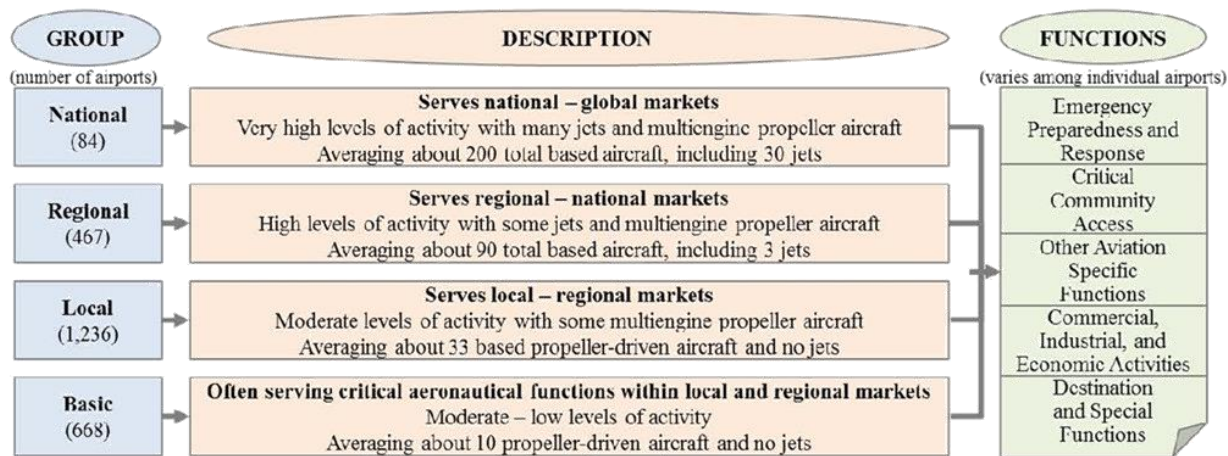 GROUP
(number of airports)
DESCRIPTION
FUNCTIONS
(varies among individual airports)
National
(84)
Serves national – global markets
Very high levels of activity with many jets and multiengine propeller aircraft
Averaging about 200 total based aircraft, including 30 jets
Regional
(467)
Serves regional – national markets
High levels of activity with some jets and multiengine propeller aircraft
Averaging about 90 total based aircraft, including 3 jets
Local
(1,236)
Serves local – regional markets
Moderate levels of activity with some multiengine propeller aircraft
Averaging about 33 based propeller-driven aircraft and no jets
Basic
(668)
Often serving critical aeronautical functions within local and regional markets
Moderate – low levels of activity
Averaging about 10 propeller-driven aircraft and no jets
Emergency
Preparedness and
Response
Critical
Community
Access
Other Aviation
Specific
Functions
Commercial,
Industrial, and
Economic Activities
Destination
and Special
Functions